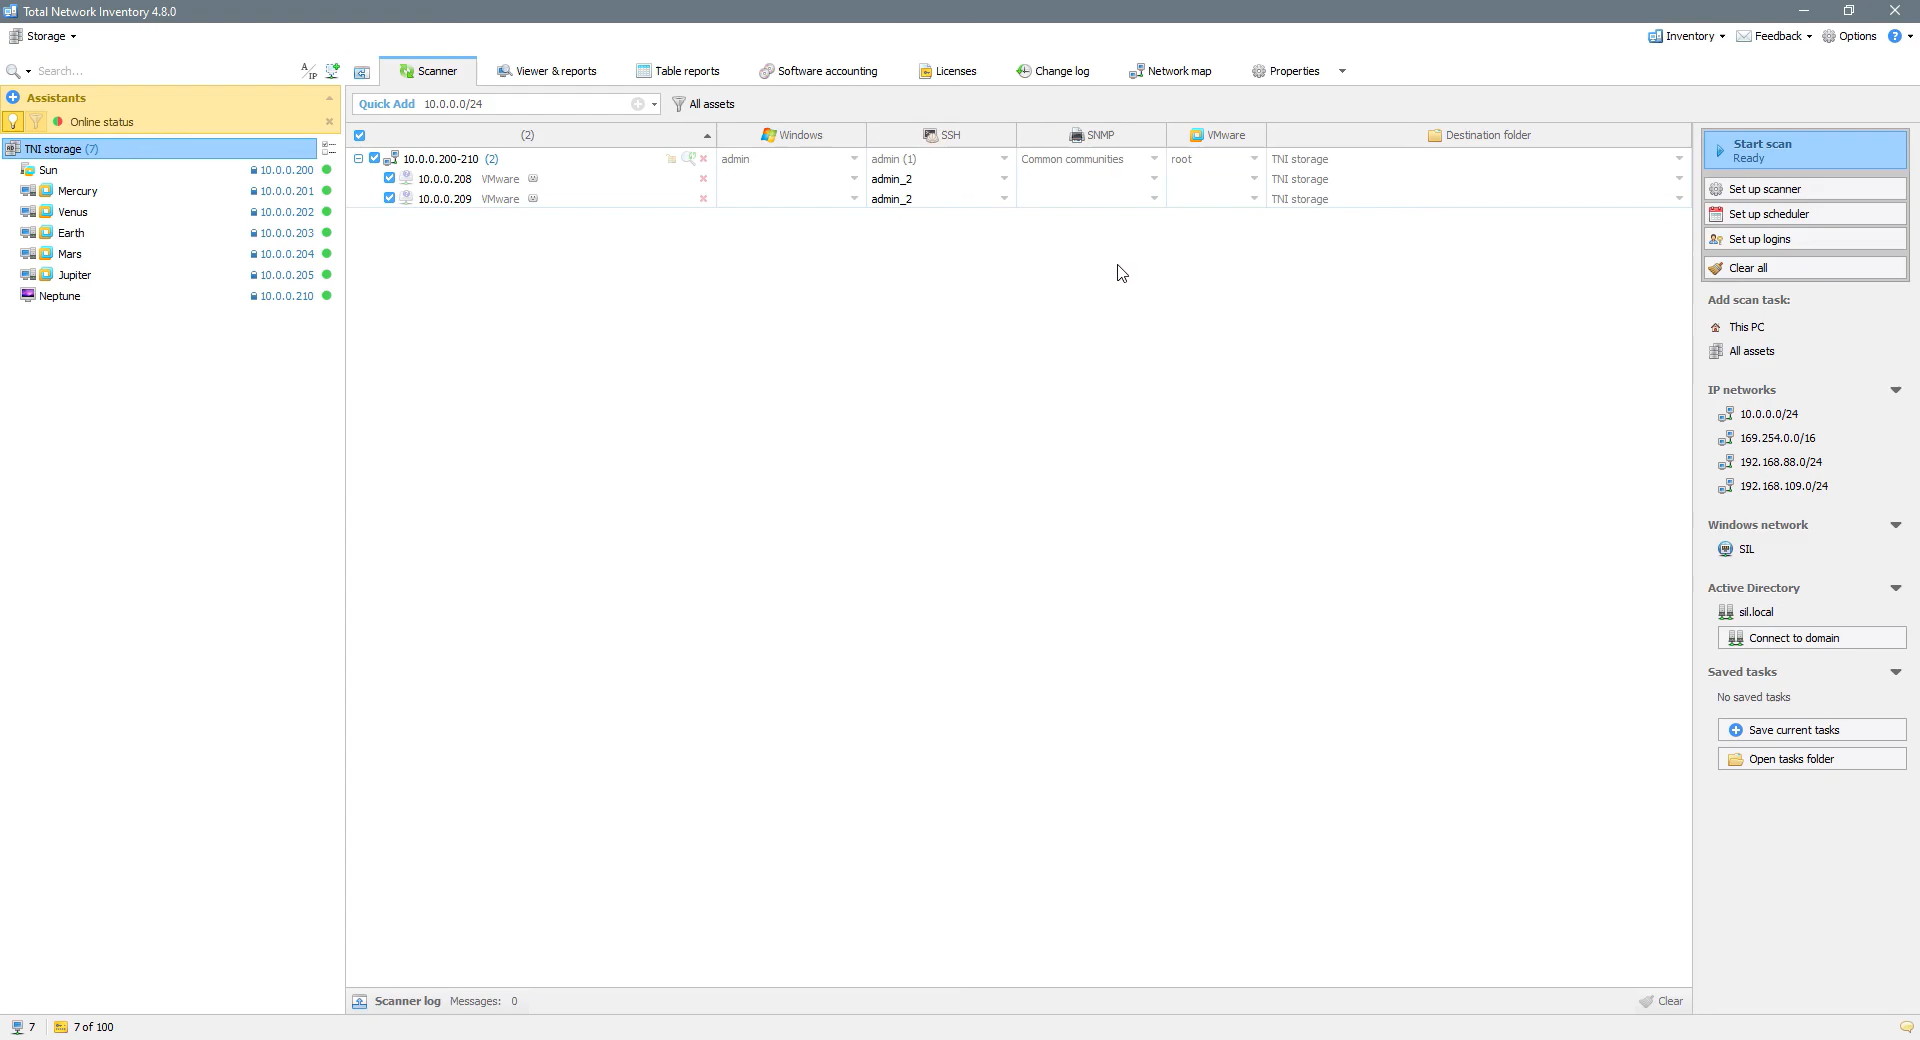 Total Network Inventory 4.8.0
Storage
Inventory
Feedback
Options
Search...
A/IP
Scanner
Viewer & reports
Table reports
Software accounting
Licenses
Change log
Network map
Properties
Assistants
Online status
Quick Add 10.0.0.0/24
All assets
(2)
Windows
SSH
SNMP
VMware
Destination folder
TNI storage (7)
Sun 10.0.0.200
Mercury 10.0.0.201
Venus 10.0.0.202
Earth 10.0.0.203
Mars 10.0.0.204
Jupiter 10.0.0.205
Neptune 10.0.0.210
10.0.0.200-210 (2) admin admin (1) Common communities root TNI storage
10.0.0.208 VMware admin_2 TNI storage
10.0.0.209 VMware admin_2 TNI storage
Start scan
Ready
Set up scanner
Set up scheduler
Set up logins
Clear all
Add scan task:
This PC
All assets
IP networks
10.0.0.0/24
169.254.0.0/16
192.168.88.0/24
192.168.109.0/24
Windows network
SIL
Active Directory
sil.local
Connect to domain
Saved tasks
No saved tasks
Save current tasks
Open tasks folder
Scanner log Messages: 0
Clear
7
7 of 100